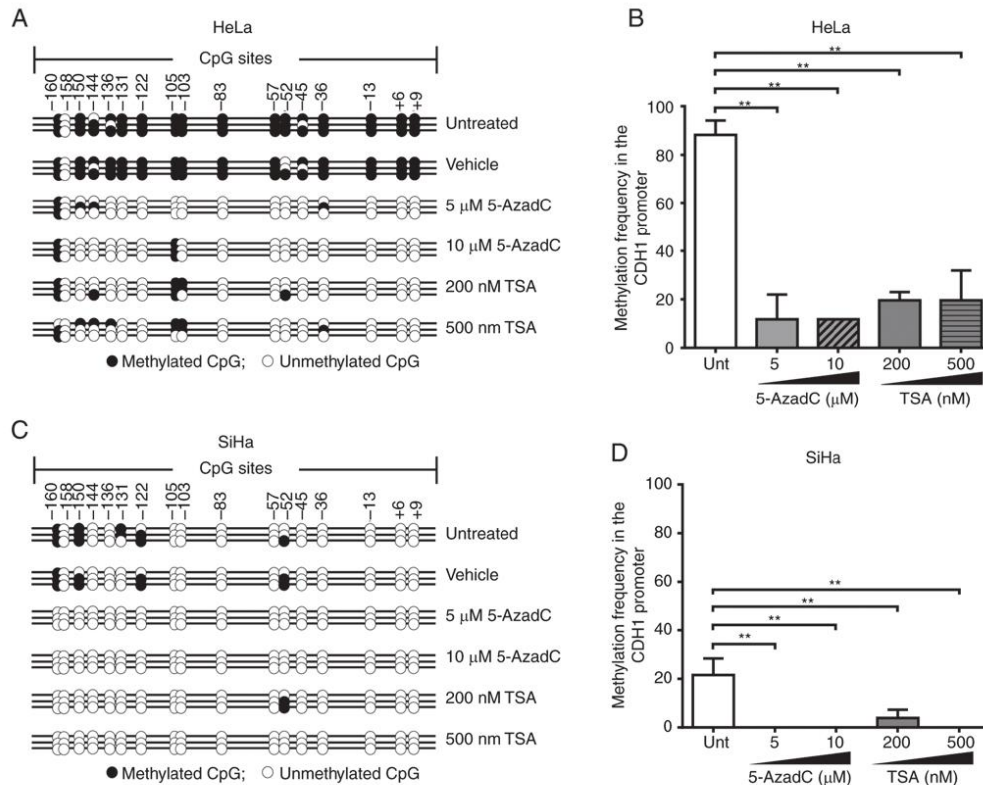 A
HeLa
CpG sites
−160
−158
−150
−144
−136
−131
−122
−105
−103
−83
−57
−52
−45
−36
−13
+6
+9
Untreated
Vehicle
5 μM 5-AzadC
10 μM 5-AzadC
200 nM TSA
500 nm TSA
Methylated CpG; Unmethylated CpG
B
HeLa
**
**
**
**
Methylation frequency in the
CDH1 promoter
100
80
60
40
20
0
Unt 5 10 200 500
5-AzadC (μM) TSA (nM)
C
SiHa
CpG sites
−160
−158
−150
−144
−136
−131
−122
−105
−103
−83
−57
−52
−45
−36
−13
+6
+9
Untreated
Vehicle
5 μM 5-AzadC
10 μM 5-AzadC
200 nM TSA
500 nm TSA
Methylated CpG; Unmethylated CpG
D
SiHa
Methylation frequency in the
CDH1 promoter
100
80
60
40
20
0
**
**
**
**
Unt 5 10 200 500
5-AzadC (μM) TSA (nM)